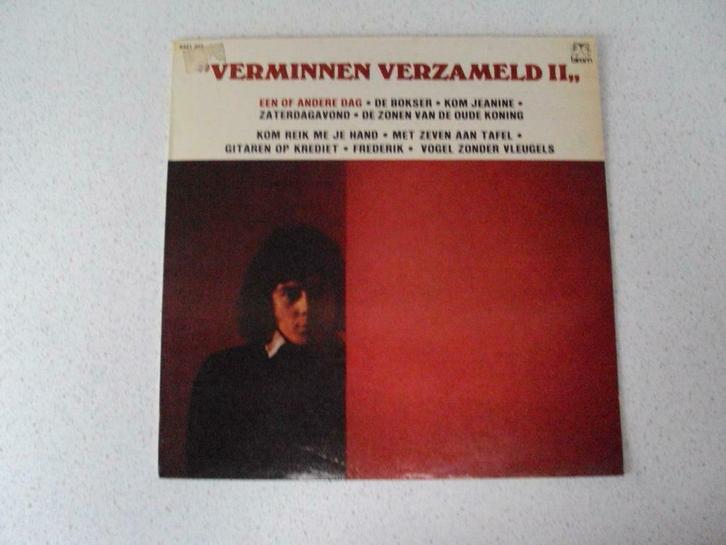 „VERMINNEN VERZAMELD II„
EEN OF ANDERE DAG • DE BOKSER • KOM JEANINE •
ZATERDAGAVOND • DE ZONEN VAN DE OUDE KONING
KOM REIK ME JE HAND • MET ZEVEN AAN TAFEL •
GITAREN OP KREDIET • FREDERIK • VOGEL ZONDER VLEUGELS